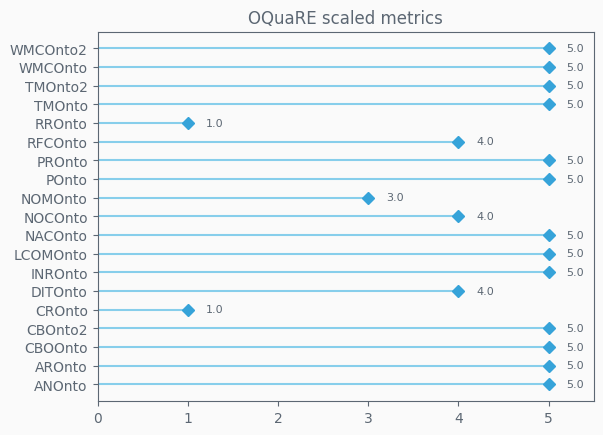 OQuaRE scaled metrics
WMCOnto2 5.0
WMCOnto 5.0
TMOnto2 5.0
TMOnto 5.0
RROnto 1.0
RFCOnto 4.0
PROnto 5.0
POnto 5.0
NOMOnto 3.0
NOCOnto 4.0
NACOnto 5.0
LCOMOnto 5.0
INROnto 5.0
DITOnto 4.0
CROnto 1.0
CBOnto2 5.0
CBOOnto 5.0
AROnto 5.0
ANOnto 5.0
0 1 2 3 4 5